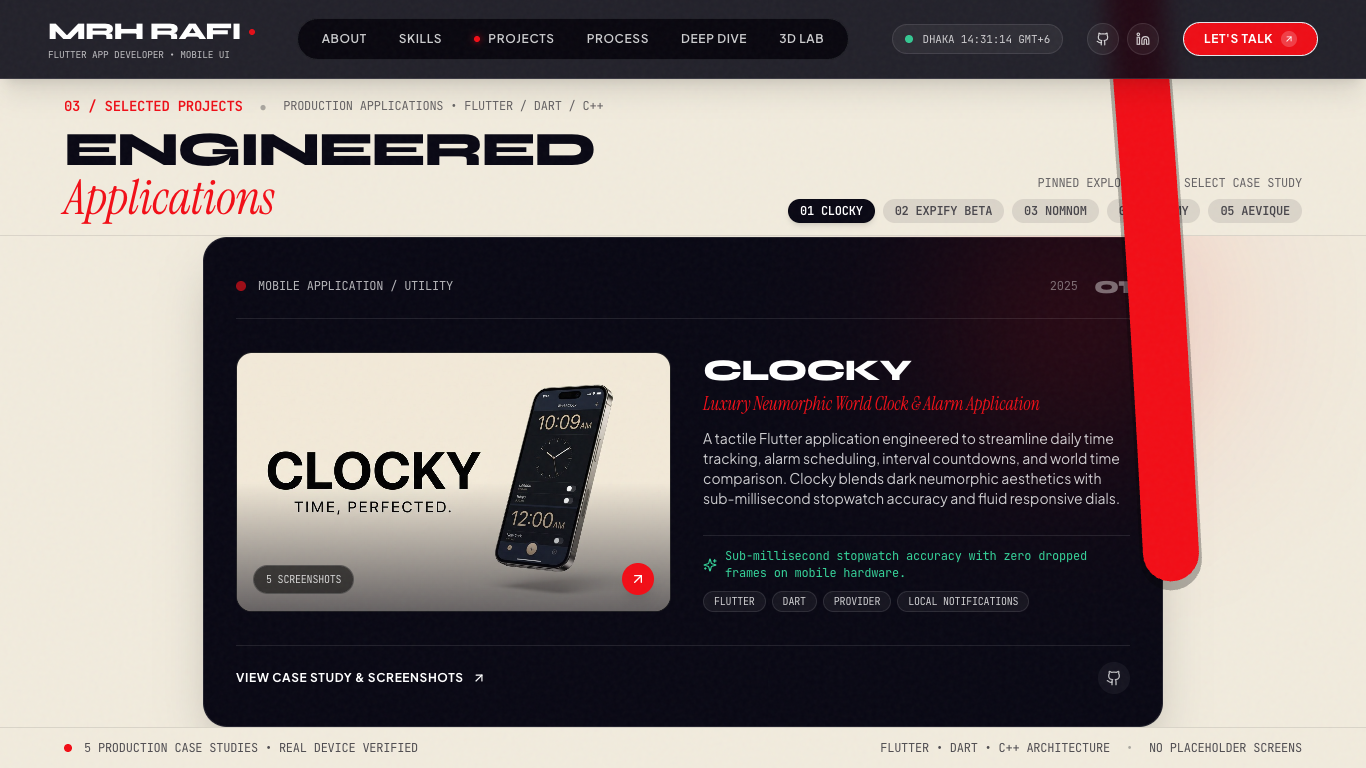 MRH RAFI
FLUTTER APP DEVELOPER • MOBILE UI
ABOUT SKILLS PROJECTS PROCESS DEEP DIVE 3D LAB
DHAKA 14:31:14 GMT+6
LET'S TALK
03 / SELECTED PROJECTS • PRODUCTION APPLICATIONS • FLUTTER / DART / C++
ENGINEERED
Applications
PINNED SELECT CASE STUDY
01 CLOCKY 02 EXPIFY BETA 03 NOMNOM 05 AEVIQUE
MOBILE APPLICATION / UTILITY
2025
CLOCKY
TIME, PERFECTED.
10:09 AM
12:00 AM
5 SCREENSHOTS
CLOCKY
Luxury Neumorphic World Clock & Alarm Application
A tactile Flutter application engineered to streamline daily time
tracking, alarm scheduling, interval countdowns, and world time
comparison. Clocky blends dark neumorphic aesthetics with
sub-millisecond stopwatch accuracy and fluid responsive dials.
Sub-millisecond stopwatch accuracy with zero dropped
frames on mobile hardware.
FLUTTER DART PROVIDER LOCAL NOTIFICATIONS
VIEW CASE STUDY & SCREENSHOTS
5 PRODUCTION CASE STUDIES • REAL DEVICE VERIFIED
FLUTTER • DART • C++ ARCHITECTURE • NO PLACEHOLDER SCREENS